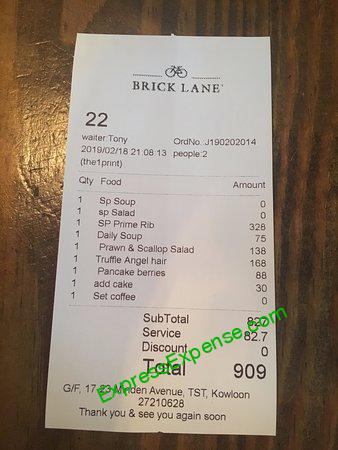 BRICK LANE
22
waiter:Tony OrdNo.:J190202014
2019/02/18 21:08:13 people:2
(the1print)
Qty Food Amount
1 Sp Soup 0
1 sp Salad 0
1 SP Prime Rib 328
1 Daily Soup 75
1 Prawn & Scallop Salad 138
1 Truffle Angel hair 168
1 Pancake berries 88
1 add cake 30
1 Set coffee 0
SubTotal
Service 82.7
Discount 0
Total 909
G/F, 17-23 Minden Avenue, TST, Kowloon
27210628
Thank you & see you again soon
ExpressExpense.com